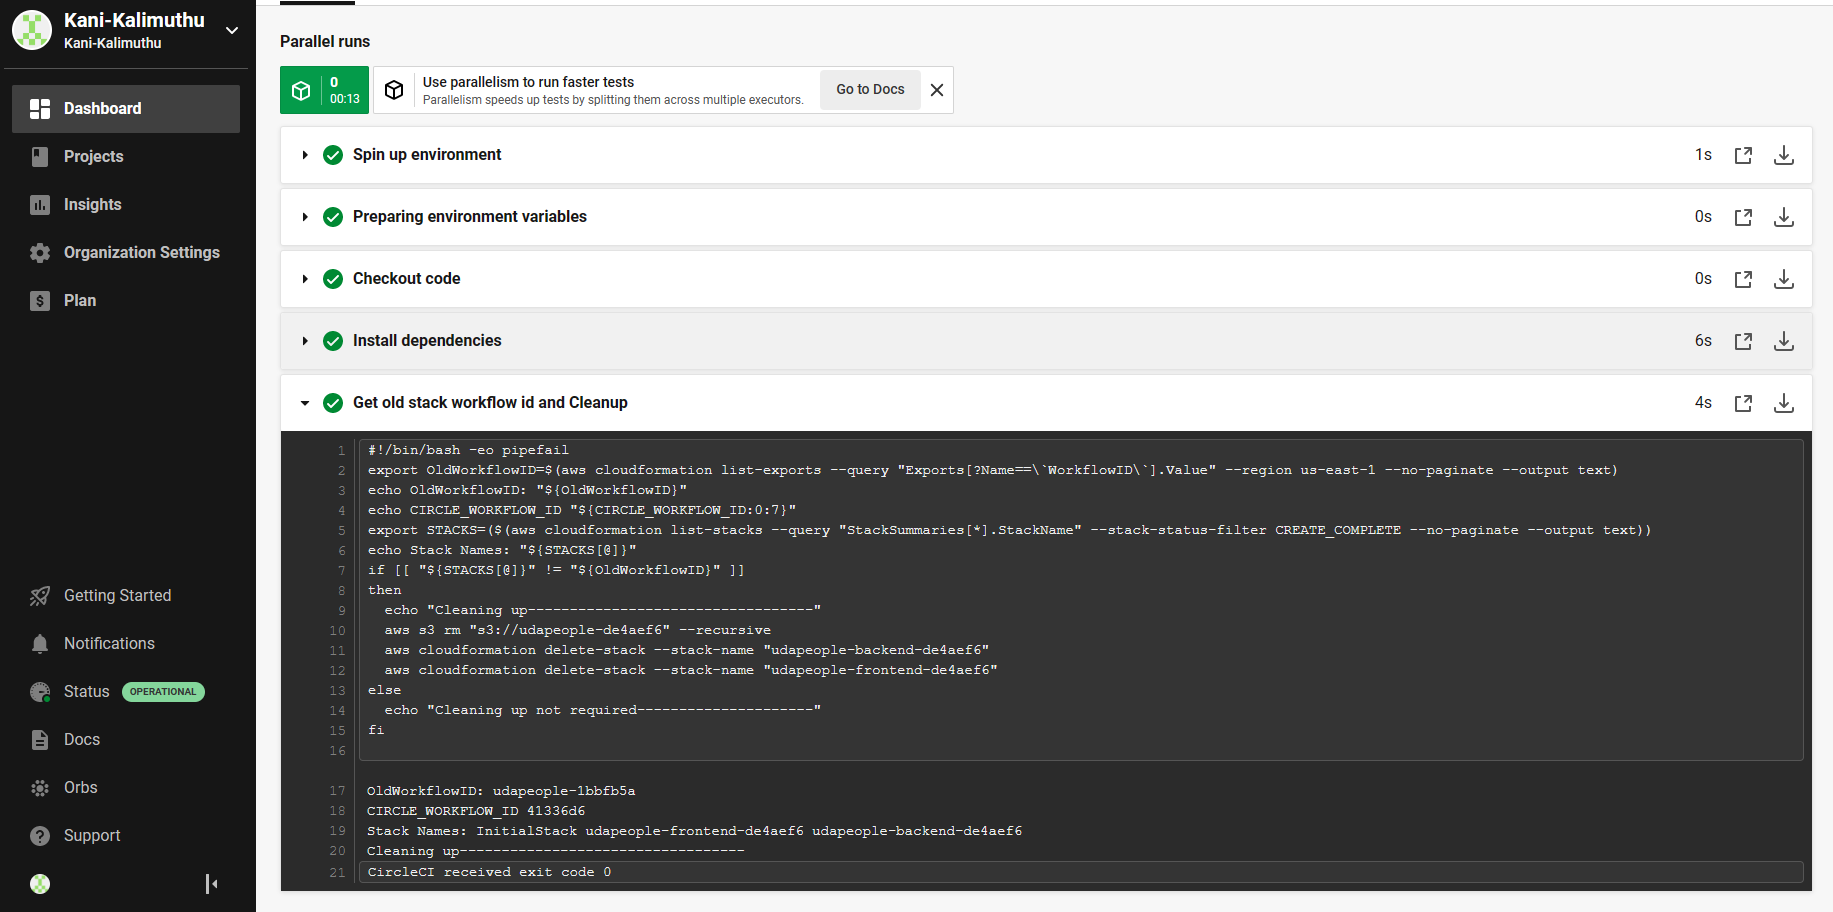 Kani-Kalimuthu
Kani-Kalimuthu
Dashboard
Projects
Insights
Organization Settings
Plan
Getting Started
Notifications
Status OPERATIONAL
Docs
Orbs
Support
Parallel runs
0
00:13
Use parallelism to run faster tests
Parallelism speeds up tests by splitting them across multiple executors.
Go to Docs
Spin up environment 1s
Preparing environment variables 0s
Checkout code 0s
Install dependencies 6s
Get old stack workflow id and Cleanup 4s
1 #!/bin/bash -eo pipefail
2 export OldWorkflowID=$(aws cloudformation list-exports --query "Exports[?Name==\`WorkflowID\`].Value" --region us-east-1 --no-paginate --output text)
3 echo OldWorkflowID: "${OldWorkflowID}"
4 echo CIRCLE_WORKFLOW_ID "${CIRCLE_WORKFLOW_ID:0:7}"
5 export STACKS=($(aws cloudformation list-stacks --query "StackSummaries[*].StackName" --stack-status-filter CREATE_COMPLETE --no-paginate --output text))
6 echo Stack Names: "${STACKS[@]}"
7 if [[ "${STACKS[@]}" != "${OldWorkflowID}" ]]
8 then
9 echo "Cleaning up----------------------------------"
10 aws s3 rm "s3://udapeople-de4aef6" --recursive
11 aws cloudformation delete-stack --stack-name "udapeople-backend-de4aef6"
12 aws cloudformation delete-stack --stack-name "udapeople-frontend-de4aef6"
13 else
14 echo "Cleaning up not required---------------------"
15 fi
16
17 OldWorkflowID: udapeople-1bbfb5a
18 CIRCLE_WORKFLOW_ID 41336d6
19 Stack Names: InitialStack udapeople-frontend-de4aef6 udapeople-backend-de4aef6
20 Cleaning up----------------------------------
21 CircleCI received exit code 0